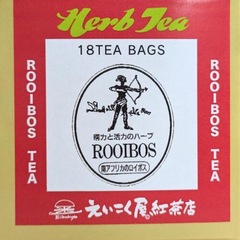 Herb Tea
18TEA BAGS
ROOIBOS TEA
ROOIBOS TEA
精力と活力のハーブ
ROOIBOS
南アフリカのロイボス
えいこく屋紅茶店